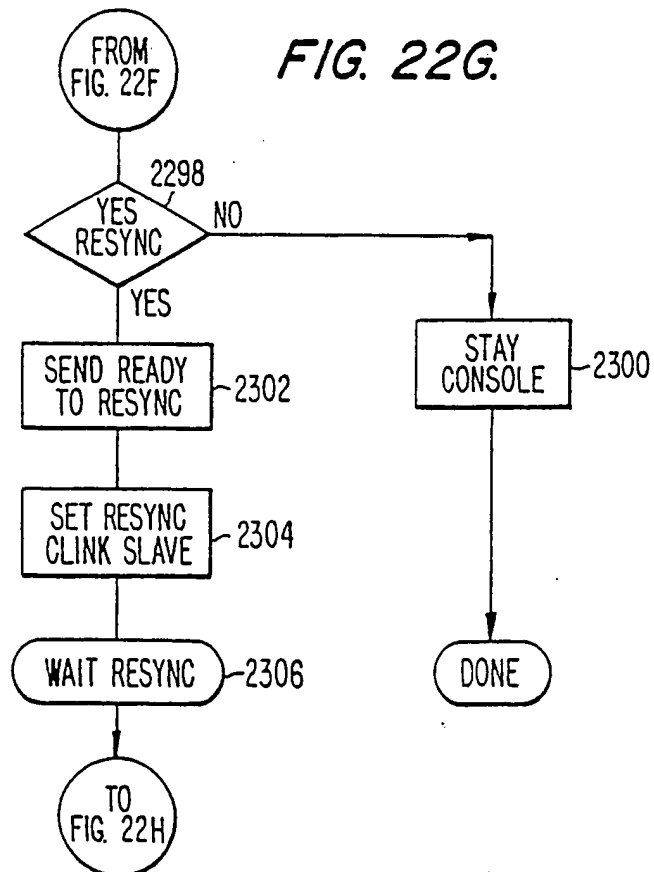 FROM
FIG. 22F
FIG. 22G.
2298
YES
RESYNC
NO
YES
SEND READY
TO RESYNC
2302
STAY
CONSOLE
2300
SET RESYNC
CLINK SLAVE
2304
WAIT RESYNC
2306
DONE
TO
FIG. 22H